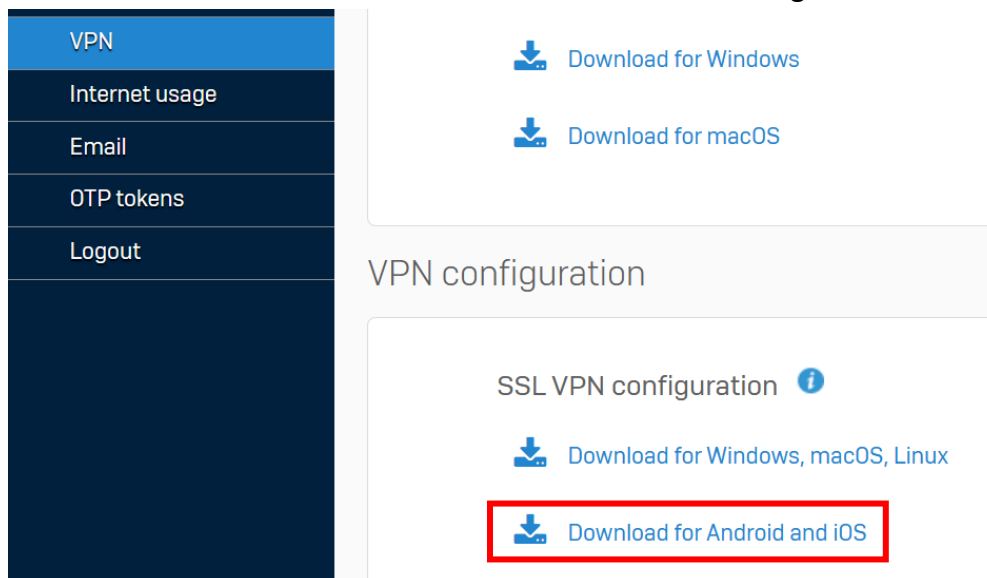 VPN
Internet usage
Email
OTP tokens
Logout
Download for Windows
Download for macOS
VPN configuration
SSL VPN configuration
Download for Windows, macOS, Linux
Download for Android and iOS